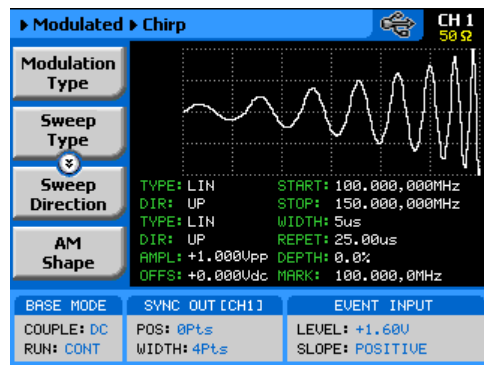 Modulated Chirp
CH 1
50 Ω
Modulation
Type
Sweep
Type
Sweep
Direction
AM
Shape
TYPE: LIN START: 100.000,000MHz
DIR: UP STOP: 150.000,000MHz
TYPE: LIN WIDTH: 5us
DIR: UP REPET: 25.00us
AMPL: +1.000Vpp DEPTH: 0.0%
OFFS: +0.000Vdc MARK: 100.000,0MHz
BASE MODE
COUPLE: DC
RUN: CONT
SYNC OUT [CH1]
POS: 0Pts
WIDTH: 4Pts
EVENT INPUT
LEVEL: +1.60V
SLOPE: POSITIVE